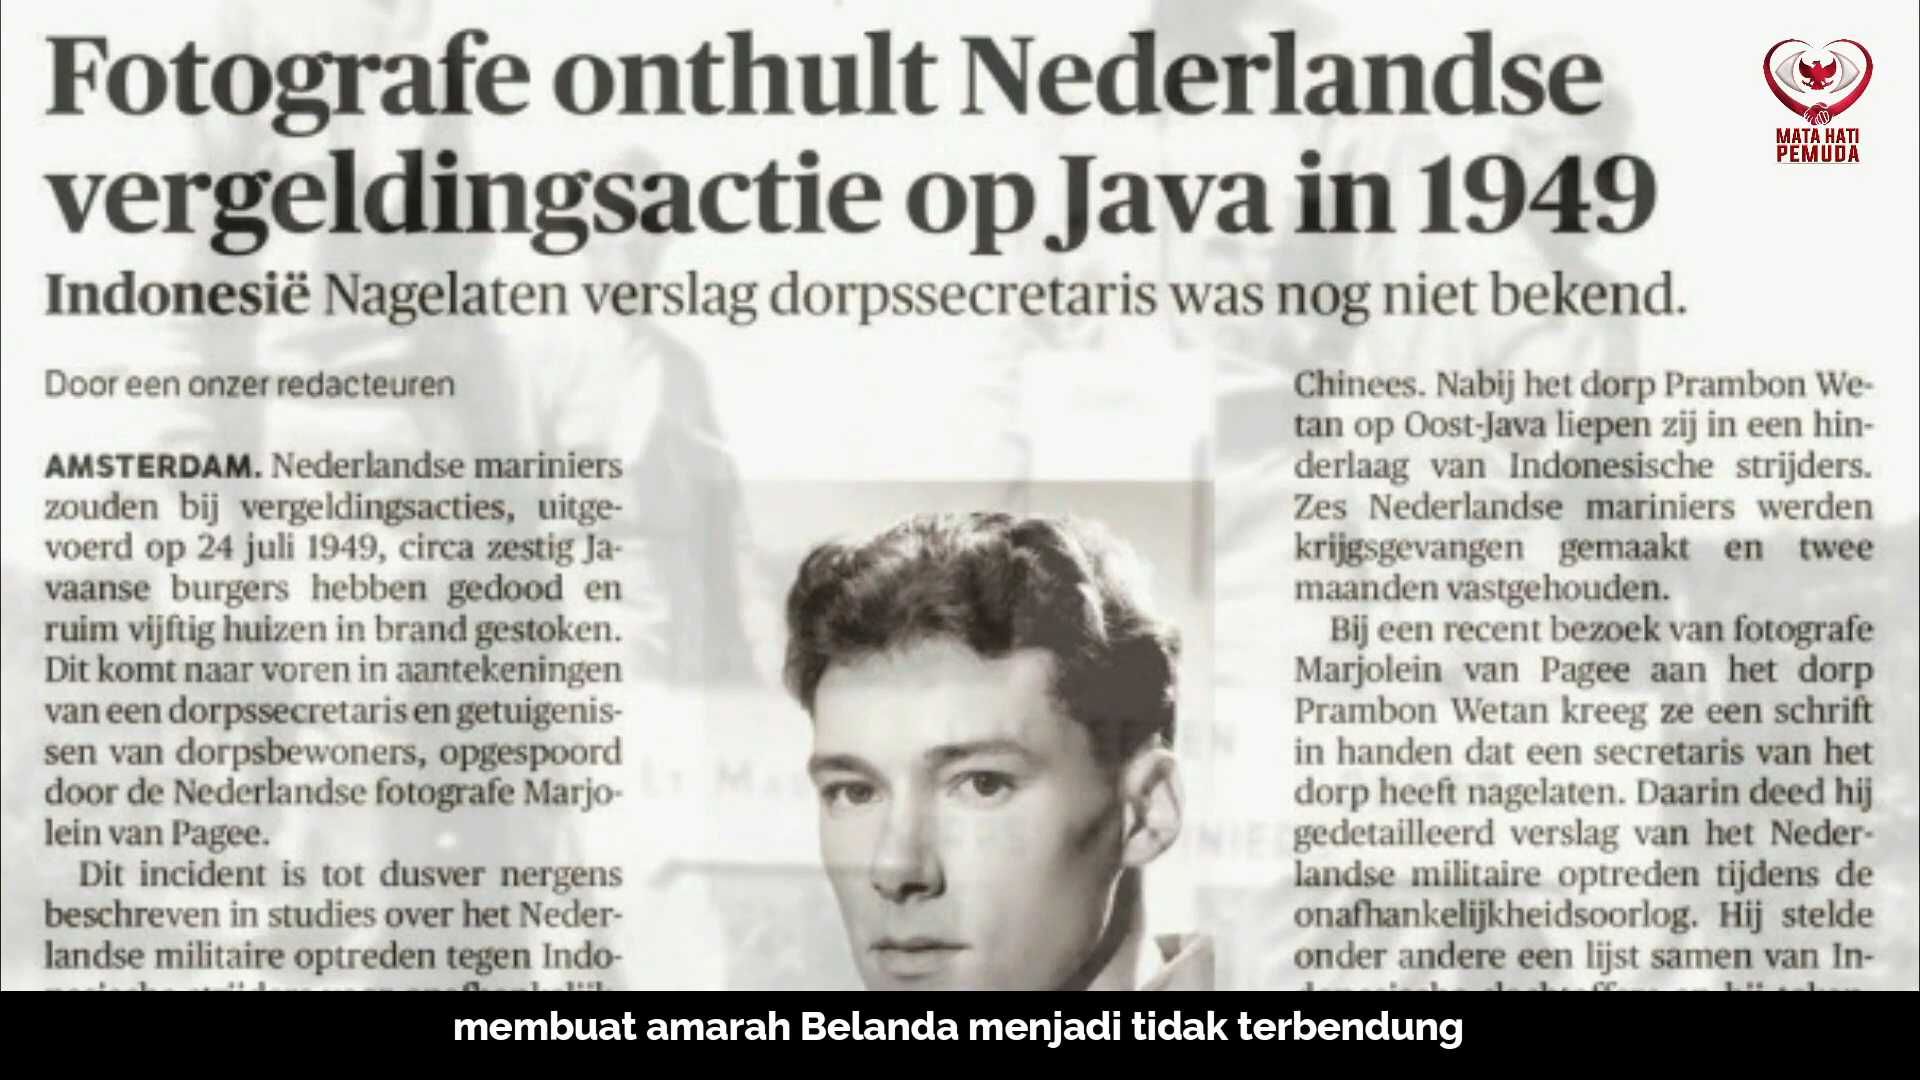 Fotografe onthult Nederlandse
vergeldingsactie op Java in 1949
Indonesië Nagelaten verslag dorpssecretaris was nog niet bekend.
Door een onzer redacteuren
AMSTERDAM. Nederlandse mariniers
zouden bij vergeldingsacties, uitge-
voerd op 24 juli 1949, circa zestig Ja-
vaanse burgers hebben gedood en
ruim vijftig huizen in brand gestoken.
Dit komt naar voren in aantekeningen
van een dorpssecretaris en getuigenis-
sen van dorpsbewoners, opgespoord
door de Nederlandse fotografe Marjo-
lein van Pagee.
Dit incident is tot dusver nergens
beschreven in studies over het Neder-
landse militaire optreden tegen Indo-
Chinees. Nabij het dorp Prambon We-
tan op Oost-Java liepen zij in een hin-
derlaag van Indonesische strijders.
Zes Nederlandse mariniers werden
krijgsgevangen gemaakt en twee
maanden vastgehouden.
Bij een recent bezoek van fotografe
Marjolein van Pagee aan het dorp
Prambon Wetan kreeg ze een schrift
in handen dat een secretaris van het
dorp heeft nagelaten. Daarin deed hij
gedetailleerd verslag van het Neder-
landse militaire optreden tijdens de
onafhankelijkheidsoorlog. Hij stelde
onder andere een lijst samen van In-
MATA HATI
PEMUDA
membuat amarah Belanda menjadi tidak terbendung